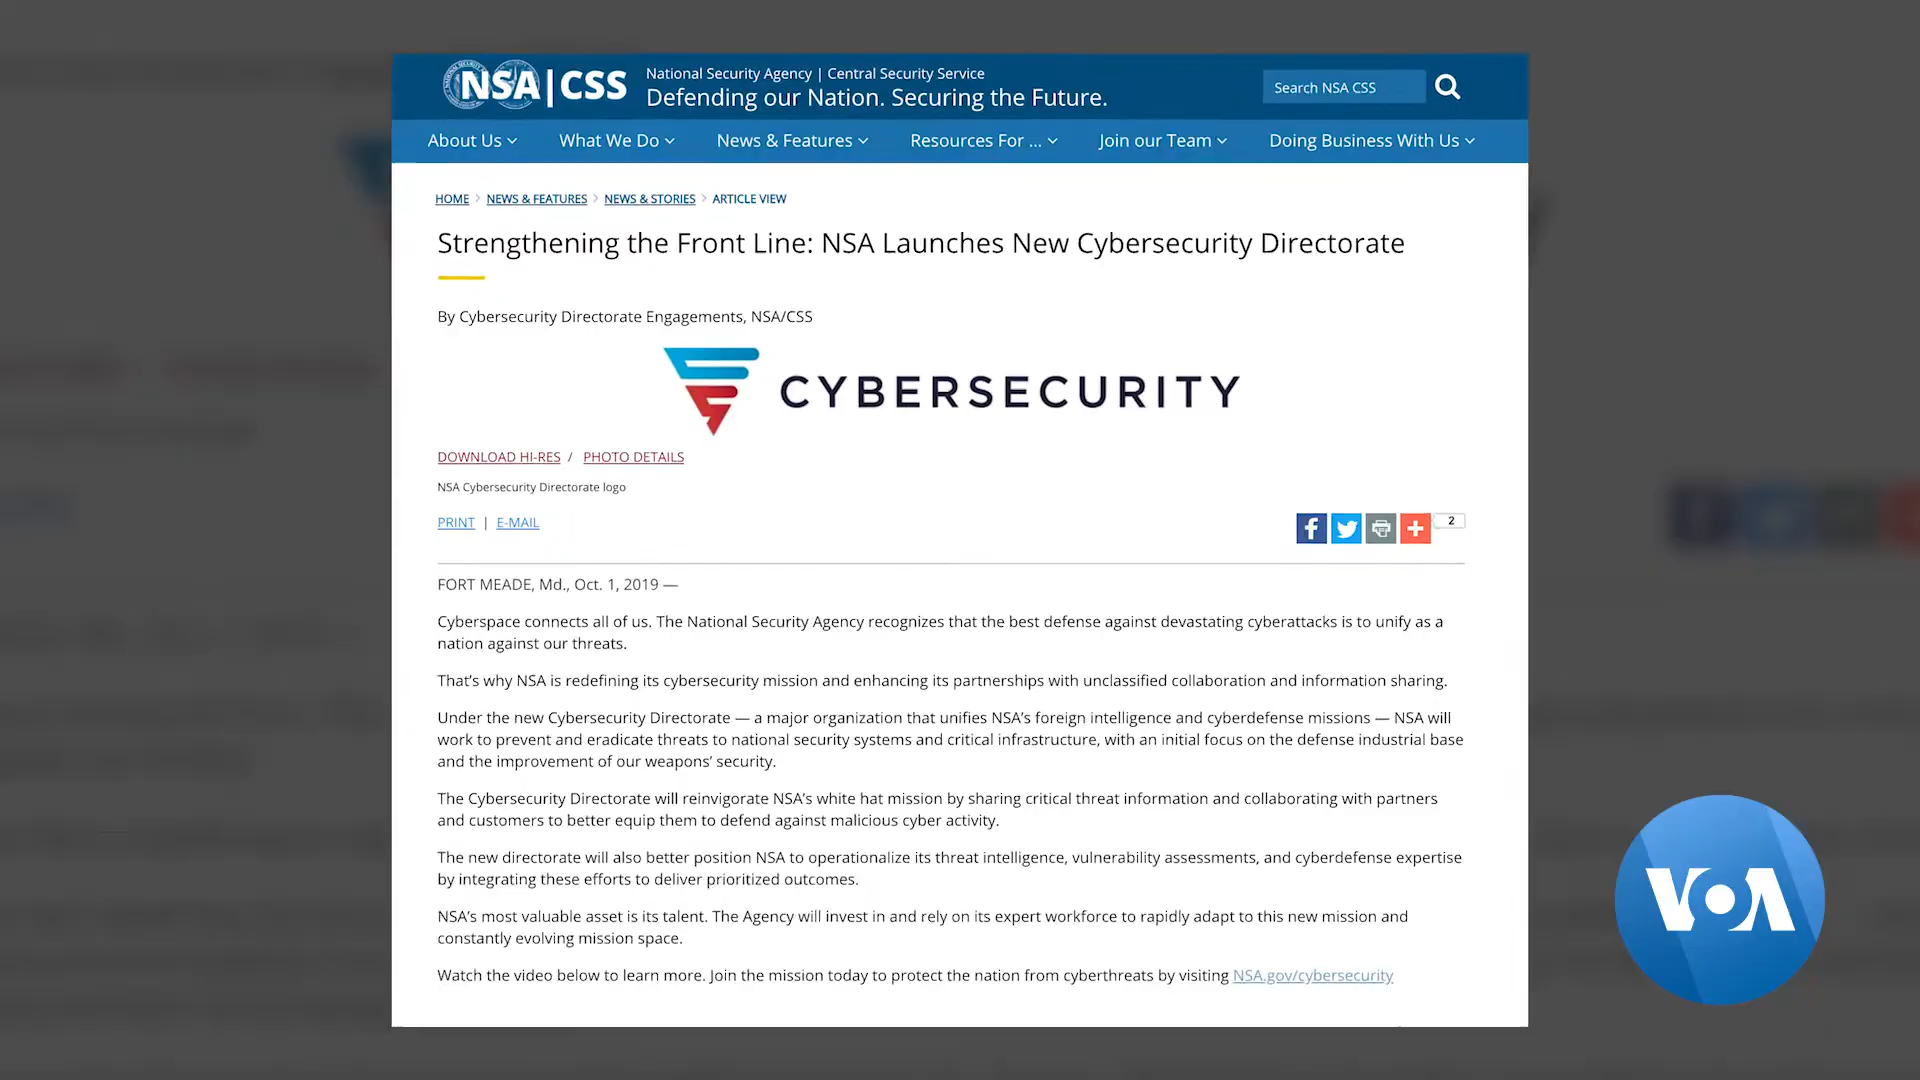 NSA|CSS
National Security Agency | Central Security Service
Defending our Nation. Securing the Future.
Search NSA CSS
About Us
What We Do
News & Features
Resources For ...
Join our Team
Doing Business With Us
HOME > NEWS & FEATURES > NEWS & STORIES > ARTICLE VIEW
Strengthening the Front Line: NSA Launches New Cybersecurity Directorate
By Cybersecurity Directorate Engagements, NSA/CSS
CYBERSECURITY
DOWNLOAD HI-RES / PHOTO DETAILS
NSA Cybersecurity Directorate logo
PRINT | E-MAIL
2
FORT MEADE, Md., Oct. 1, 2019 —
Cyberspace connects all of us. The National Security Agency recognizes that the best defense against devastating cyberattacks is to unify as a
nation against our threats.
That's why NSA is redefining its cybersecurity mission and enhancing its partnerships with unclassified collaboration and information sharing.
Under the new Cybersecurity Directorate — a major organization that unifies NSA's foreign intelligence and cyberdefense missions — NSA will
work to prevent and eradicate threats to national security systems and critical infrastructure, with an initial focus on the defense industrial base
and the improvement of our weapons' security.
The Cybersecurity Directorate will reinvigorate NSA's white hat mission by sharing critical threat information and collaborating with partners
and customers to better equip them to defend against malicious cyber activity.
The new directorate will also better position NSA to operationalize its threat intelligence, vulnerability assessments, and cyberdefense expertise
by integrating these efforts to deliver prioritized outcomes.
NSA's most valuable asset is its talent. The Agency will invest in and rely on its expert workforce to rapidly adapt to this new mission and
constantly evolving mission space.
Watch the video below to learn more. Join the mission today to protect the nation from cyberthreats by visiting NSA.gov/cybersecurity
VOA